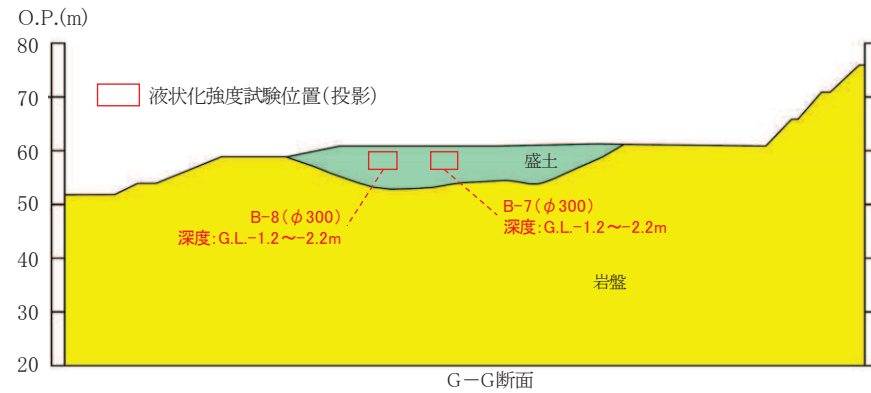 O.P.(m)
80
70
60
50
40
30
20
液状化強度試験位置(投影)
盛土
B-8(φ300)
深度:G.L.-1.2～-2.2m
B-7(φ300)
深度:G.L.-1.2～-2.2m
岩盤
G－G断面